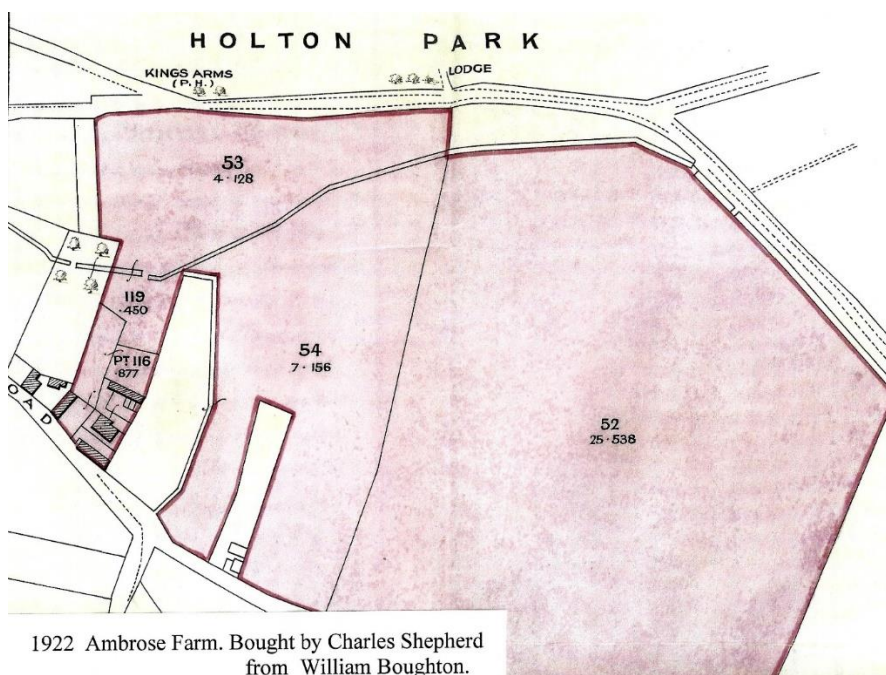 HOLTON PARK
KINGS ARMS
(P.H.)
LODGE
53
4·128
119
·450
54
7·156
PT 116
·877
52
25·538
OAD
1922 Ambrose Farm. Bought by Charles Shepherd
from William Boughton.